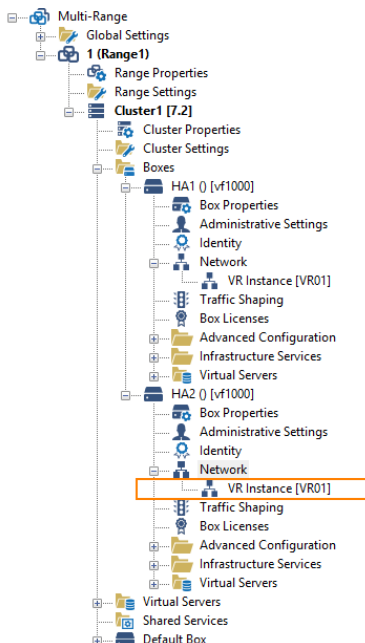 Multi-Range
Global Settings
1 (Range1)
Range Properties
Range Settings
Cluster1 [7.2]
Cluster Properties
Cluster Settings
Boxes
HA1 () [vf1000]
Box Properties
Administrative Settings
Identity
Network
VR Instance [VR01]
Traffic Shaping
Box Licenses
Advanced Configuration
Infrastructure Services
Virtual Servers
HA2 () [vf1000]
Box Properties
Administrative Settings
Identity
Network
VR Instance [VR01]
Traffic Shaping
Box Licenses
Advanced Configuration
Infrastructure Services
Virtual Servers
Virtual Servers
Shared Services
Default Box